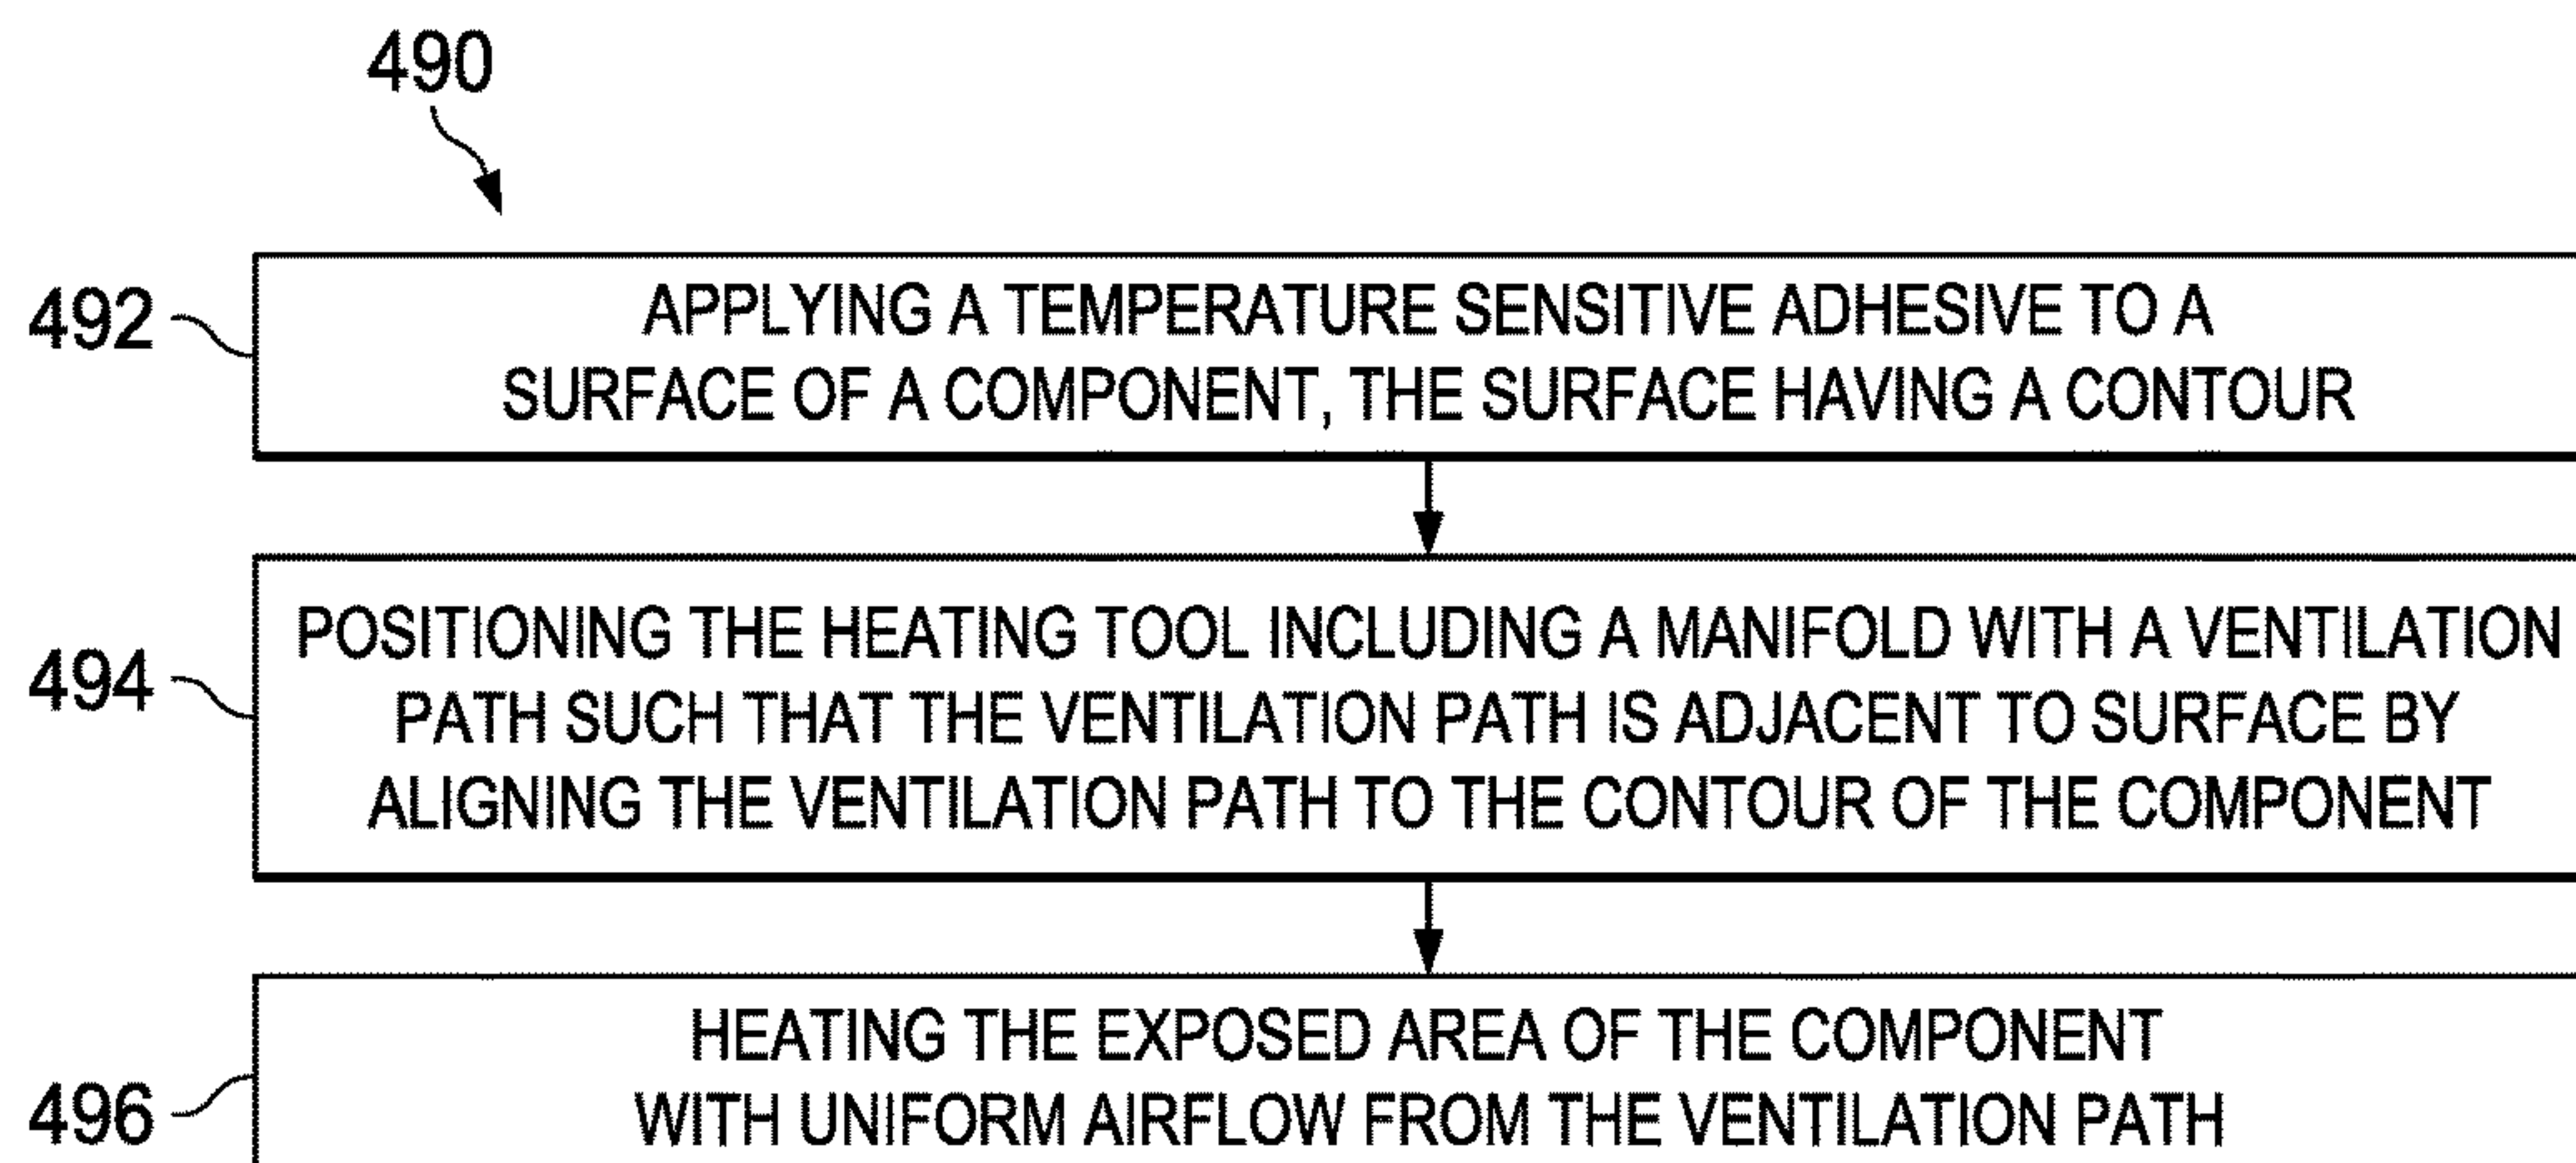 490
492
APPLYING A TEMPERATURE SENSITIVE ADHESIVE TO A
SURFACE OF A COMPONENT, THE SURFACE HAVING A CONTOUR
494
POSITIONING THE HEATING TOOL INCLUDING A MANIFOLD WITH A VENTILATION
PATH SUCH THAT THE VENTILATION PATH IS ADJACENT TO SURFACE BY
ALIGNING THE VENTILATION PATH TO THE CONTOUR OF THE COMPONENT
496
HEATING THE EXPOSED AREA OF THE COMPONENT
WITH UNIFORM AIRFLOW FROM THE VENTILATION PATH